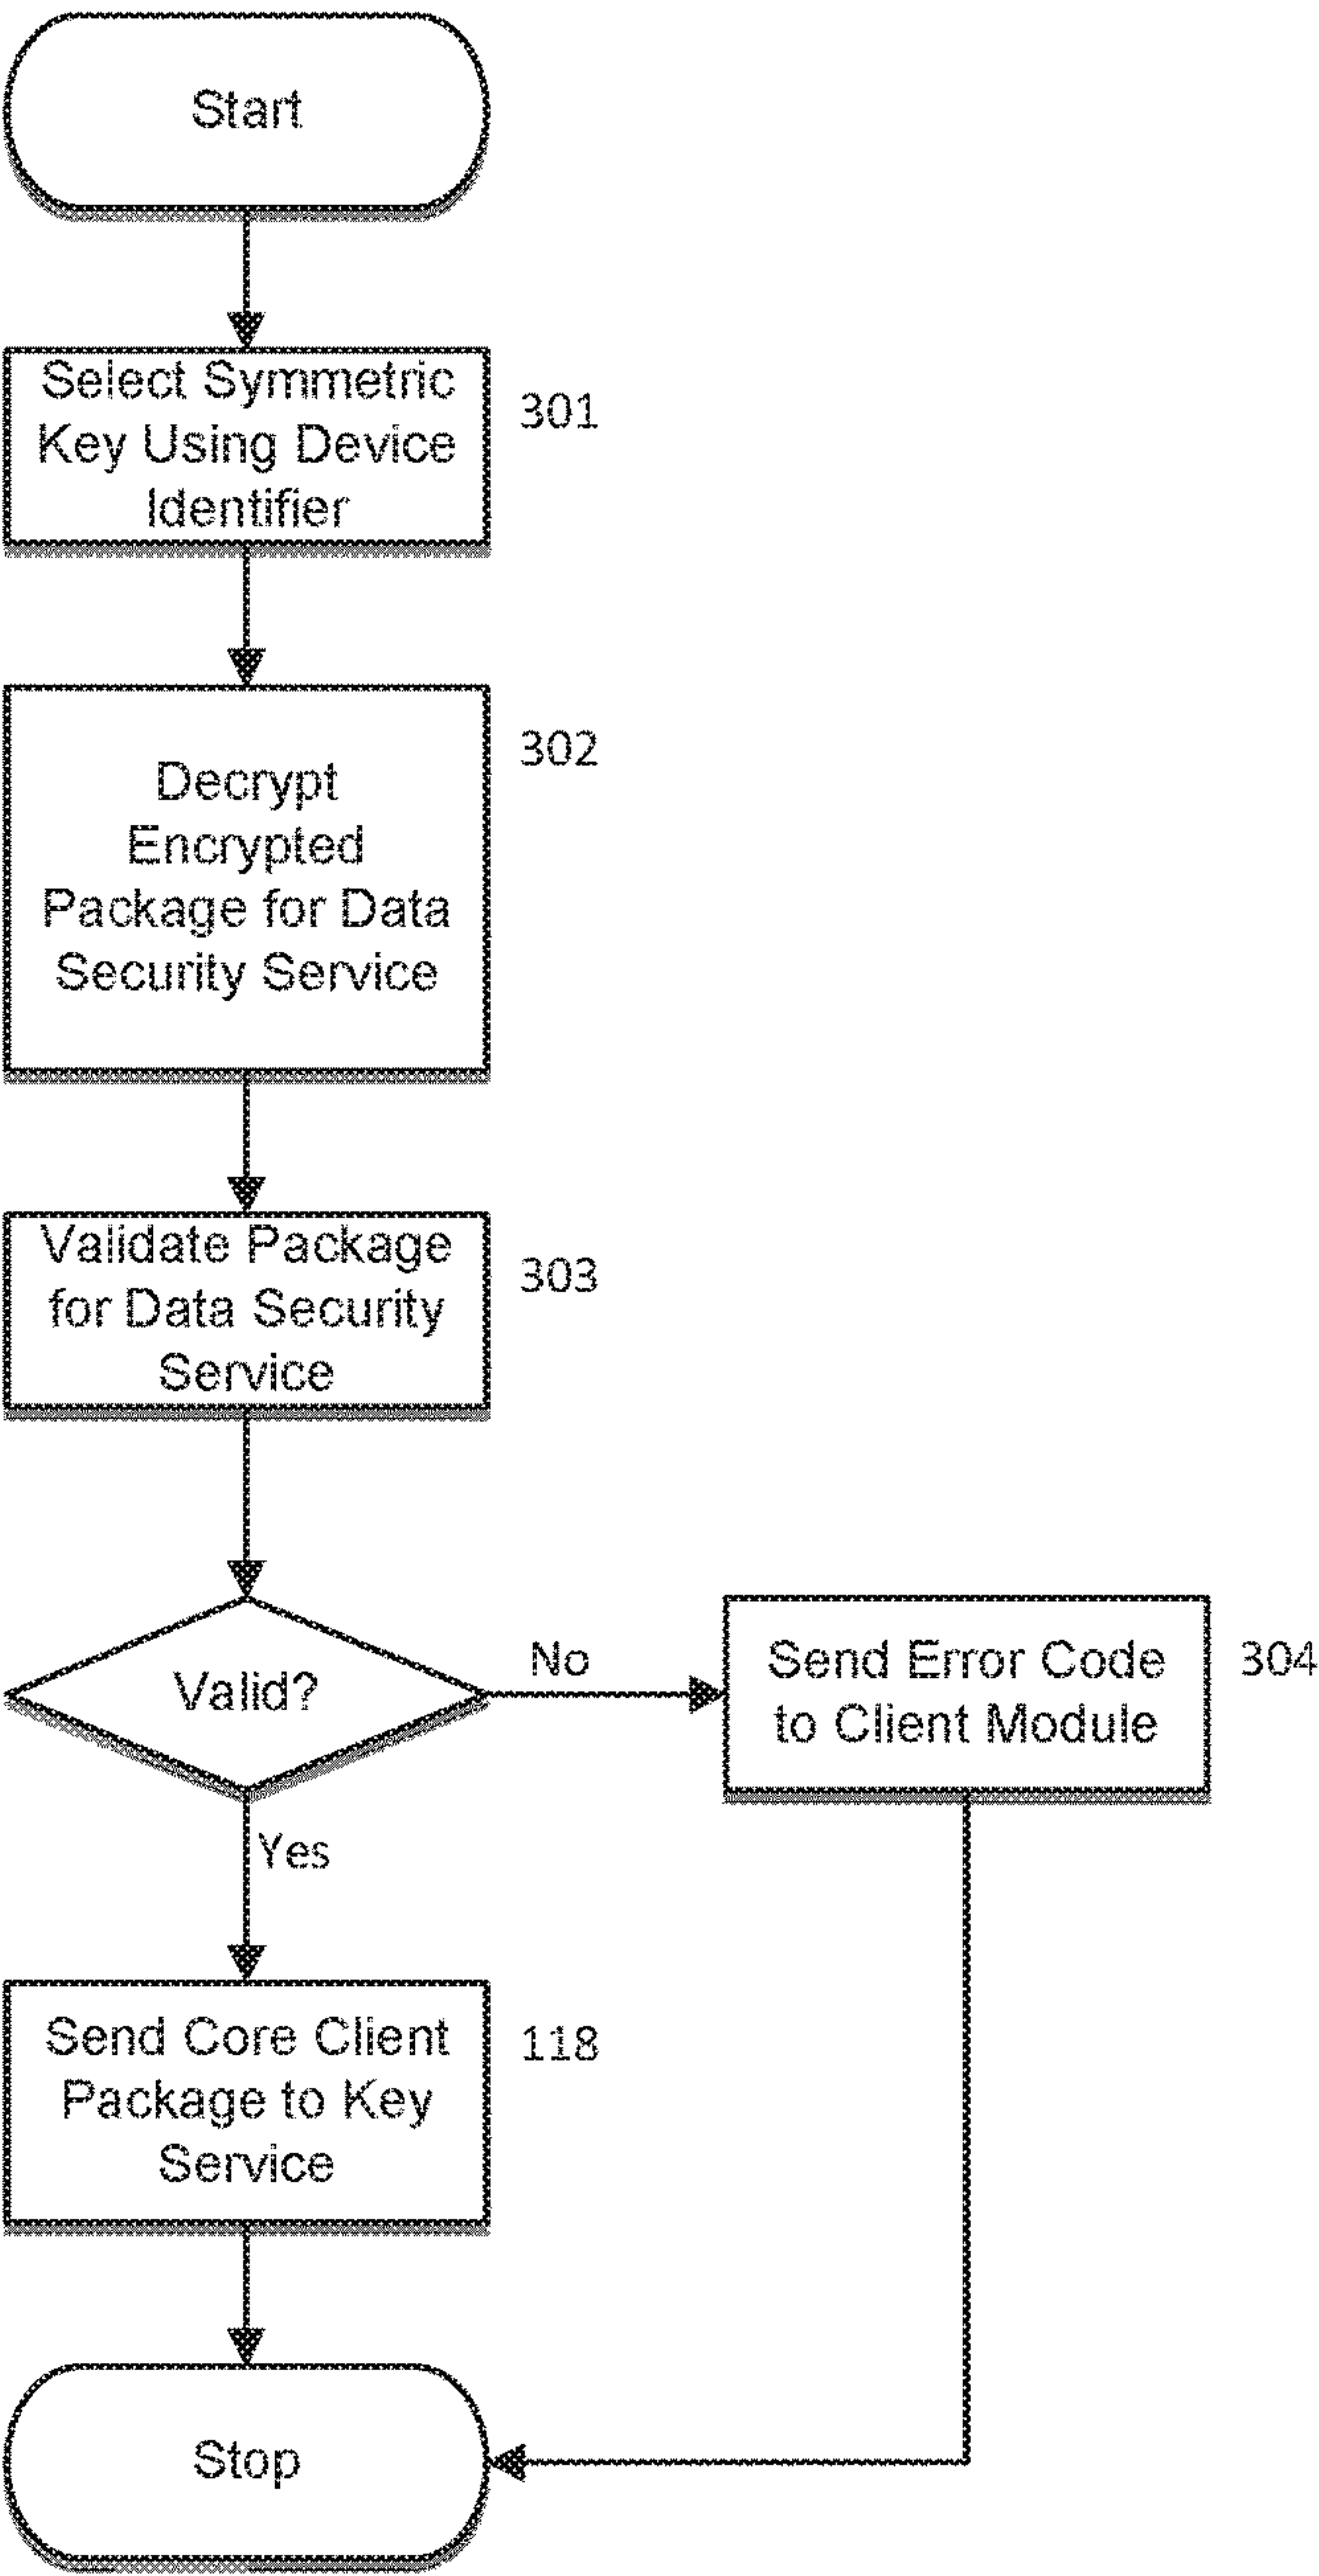 Start
Select Symmetric
Key Using Device
Identifier
301
Decrypt
Encrypted
Package for Data
Security Service
302
Validate Package
for Data Security
Service
303
Valid?
No
Send Error Code
to Client Module
304
Yes
Send Core Client
Package to Key
Service
118
Stop